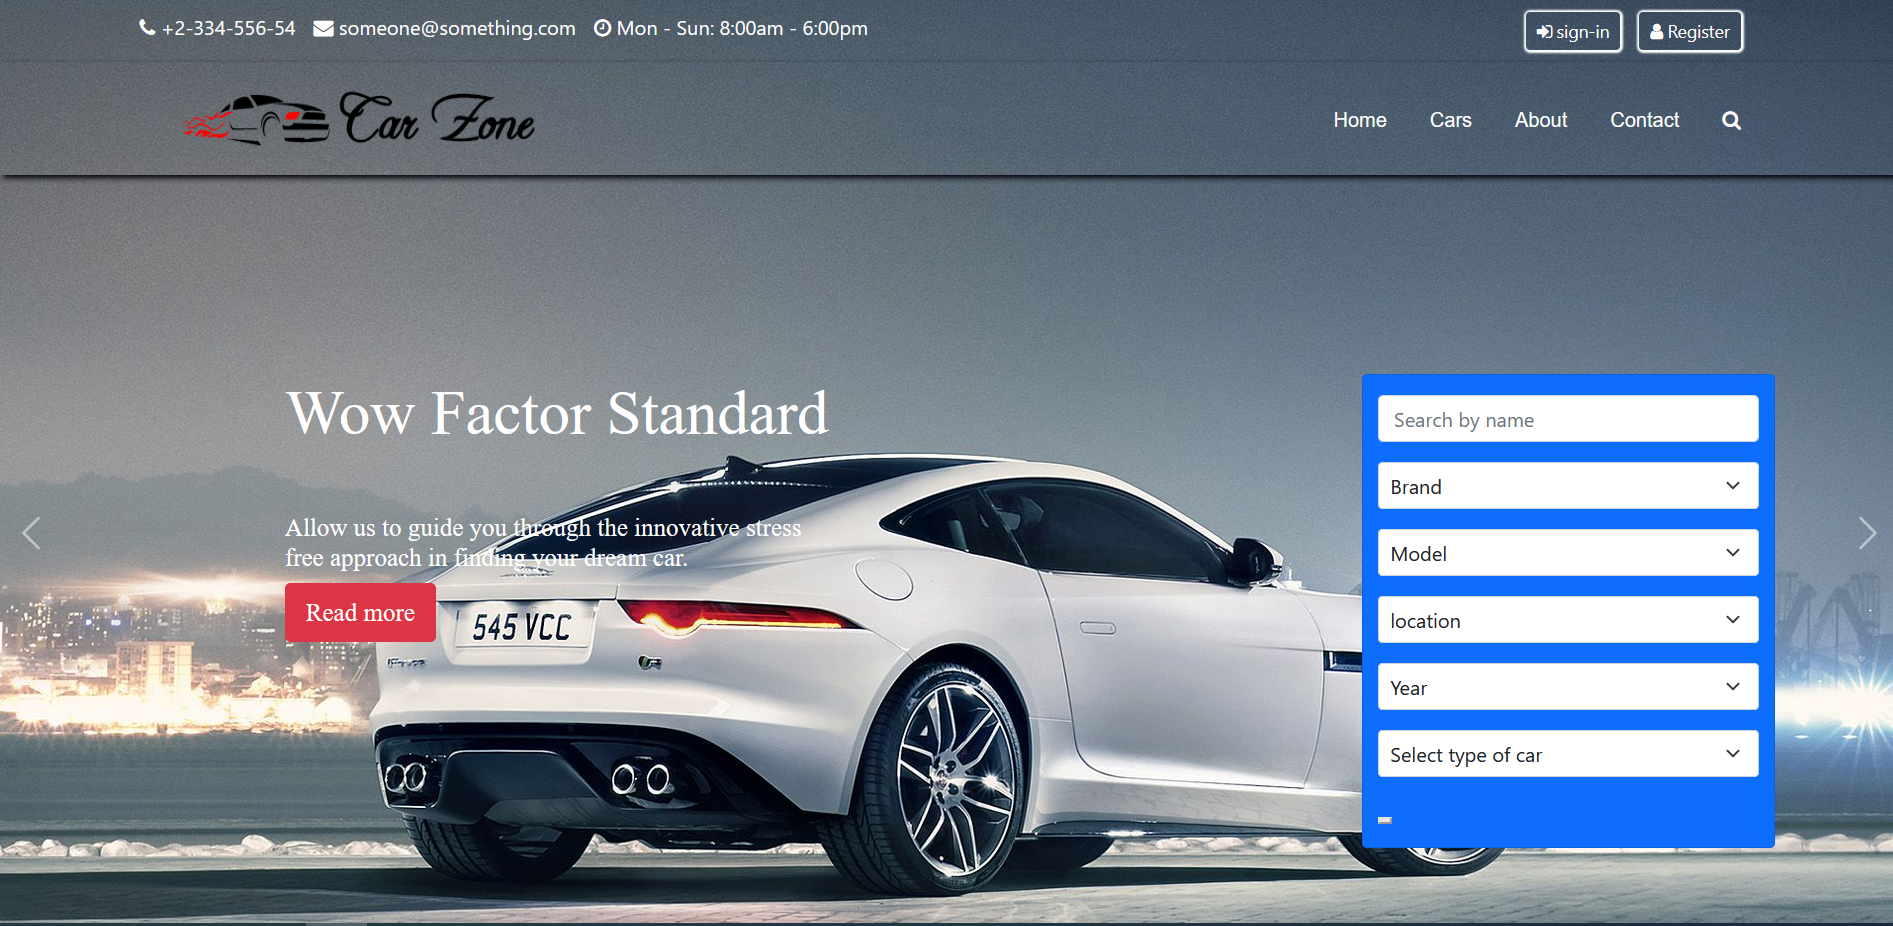 +2-334-556-54 someone@something.com Mon - Sun: 8:00am - 6:00pm
sign-in Register
Car Zone
Home Cars About Contact
Wow Factor Standard
Allow us to guide you through the innovative stress
free approach in finding your dream car.
Read more
545 VCC
Search by name
Brand
Model
location
Year
Select type of car